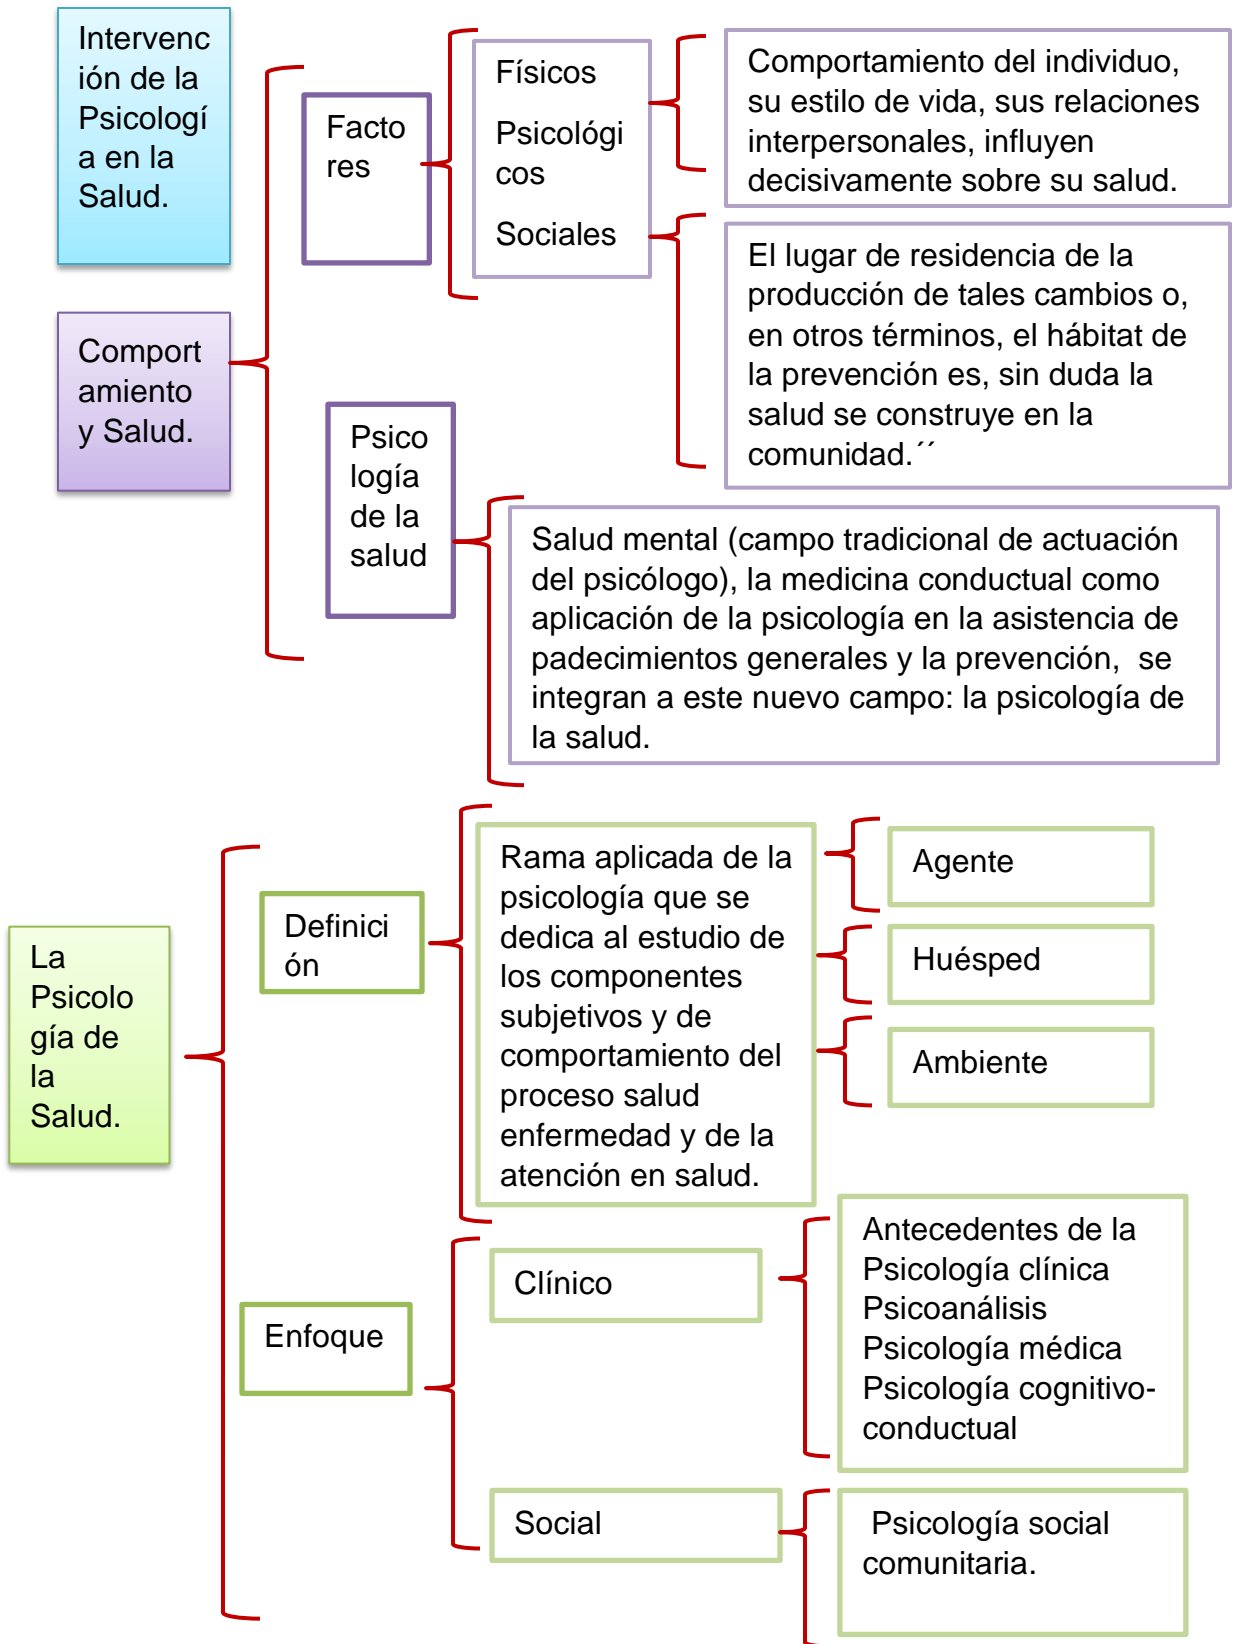 Intervenc
ión de la
Psicologí
a en la
Salud.
Comport
amiento
y Salud.
Facto
res
Físicos
Psicológi
cos
Sociales
Comportamiento del individuo,
su estilo de vida, sus relaciones
interpersonales, influyen
decisivamente sobre su salud.
El lugar de residencia de la
producción de tales cambios o,
en otros términos, el hábitat de
la prevención es, sin duda la
salud se construye en la
comunidad.´´
Psico
logía
de la
salud
Salud mental (campo tradicional de actuación
del psicólogo), la medicina conductual como
aplicación de la psicología en la asistencia de
padecimientos generales y la prevención,  se
integran a este nuevo campo: la psicología de
la salud.
La
Psicolo
gía de
la
Salud.
Definici
ón
Rama aplicada de la
psicología que se
dedica al estudio de
los componentes
subjetivos y de
comportamiento del
proceso salud
enfermedad y de la
atención en salud.
Agente
Huésped
Ambiente
Enfoque
Clínico
Antecedentes de la
Psicología clínica
Psicoanálisis
Psicología médica
Psicología cognitivo-
conductual
Social
Psicología social
comunitaria.